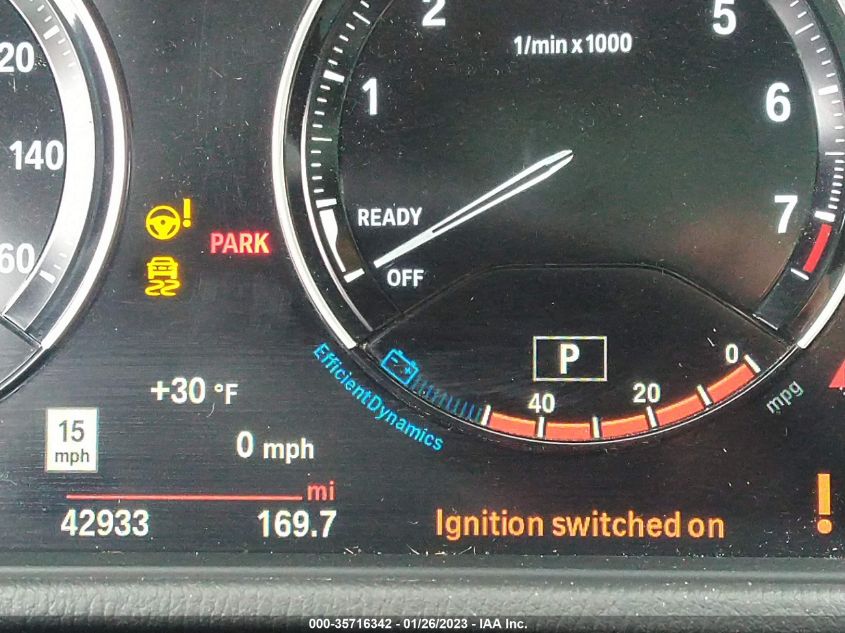 2
5
1/min x 1000
20
1
6
140
READY
7
PARK
60
OFF
P
0
EfficientDynamics
+30 °F
40
20
mpg
15
mph
0 mph
mi
42933
169.7
Ignition switched on
000-35716342 - 01/26/2023 - IAA Inc.